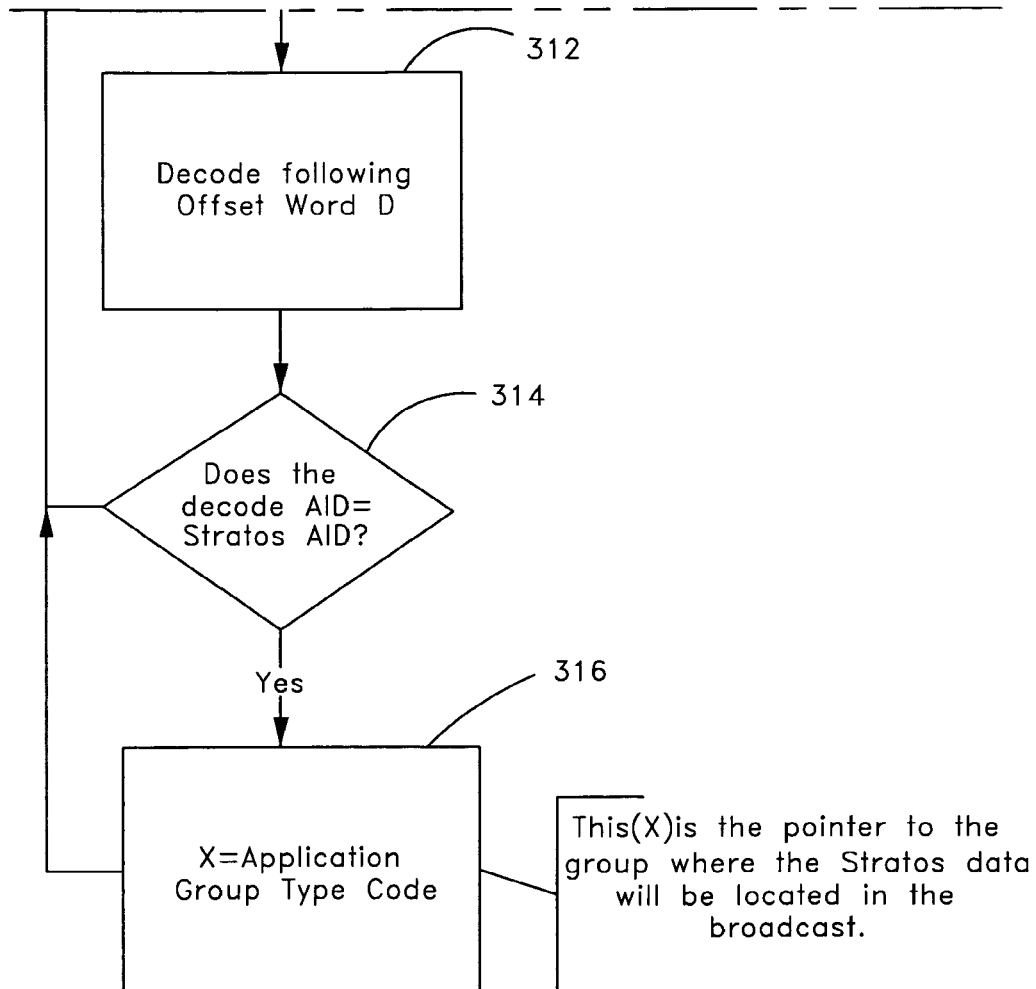 312
Decode following
Offset Word D
314
Does the
decode AID=
Stratos AID?
Yes
316
X=Application
Group Type Code
This(X)is the pointer to the
group where the Stratos data
will be located in the
broadcast.